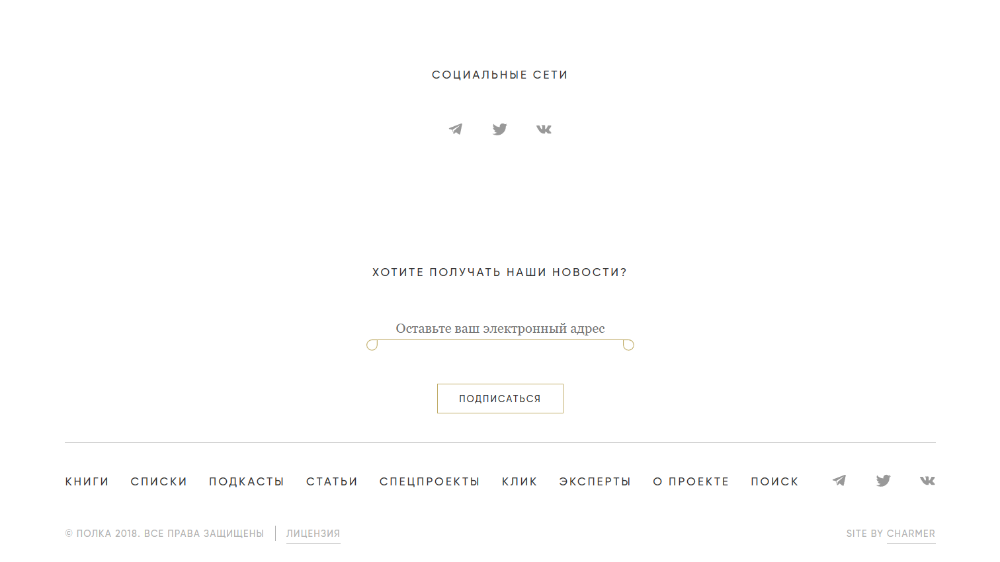 СОЦИАЛЬНЫЕ СЕТИ
ХОТИТЕ ПОЛУЧАТЬ НАШИ НОВОСТИ?
Оставьте ваш электронный адрес
ПОДПИСАТЬСЯ
КНИГИ СПИСКИ ПОДКАСТЫ СТАТЬИ СПЕЦПРОЕКТЫ КЛИК ЭКСПЕРТЫ О ПРОЕКТЕ ПОИСК
© ПОЛКА 2018. ВСЕ ПРАВА ЗАЩИЩЕНЫ ЛИЦЕНЗИЯ SITE BY CHARMER